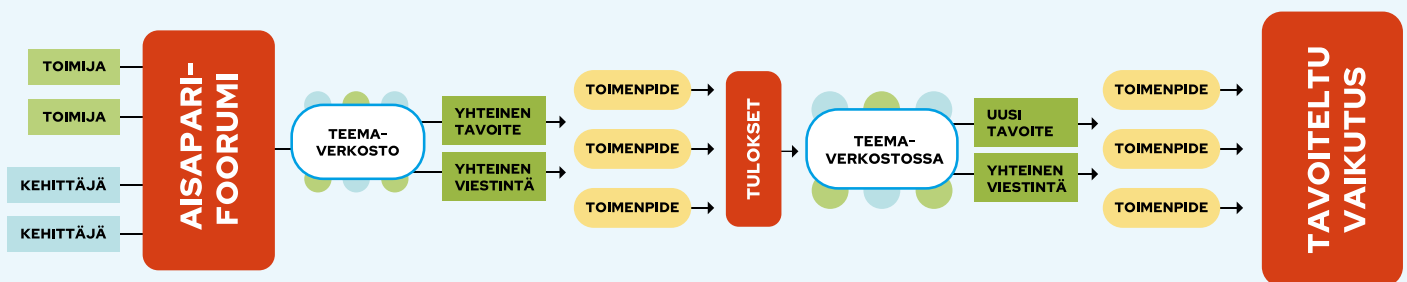 TOIMIJA
TOIMIJA
KEHITTÄJÄ
KEHITTÄJÄ
AISAPARI-
FOORUMI
TEEMA-
VERKOSTO
YHTEINEN
TAVOITE
YHTEINEN
VIESTINTÄ
TOIMENPIDE
TOIMENPIDE
TOIMENPIDE
TULOKSET
TEEMA-
VERKOSTOSSA
UUSI
TAVOITE
YHTEINEN
VIESTINTÄ
TOIMENPIDE
TOIMENPIDE
TOIMENPIDE
TAVOITELTU
VAIKUTUS